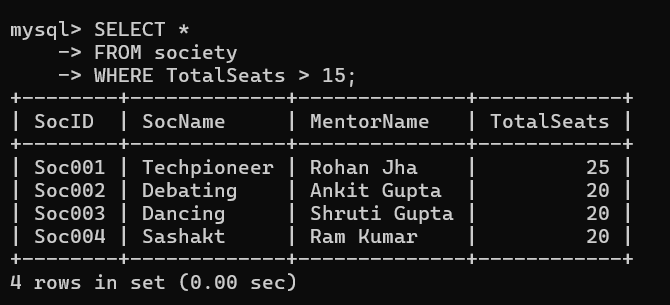 mysql> SELECT *
    -> FROM society
    -> WHERE TotalSeats > 15;
+--------+-------------+--------------+------------+
| SocID  | SocName     | MentorName   | TotalSeats |
+--------+-------------+--------------+------------+
| Soc001 | Techpioneer | Rohan Jha    |         25 |
| Soc002 | Debating    | Ankit Gupta  |         20 |
| Soc003 | Dancing     | Shruti Gupta |         20 |
| Soc004 | Sashakt     | Ram Kumar    |         20 |
+--------+-------------+--------------+------------+
4 rows in set (0.00 sec)